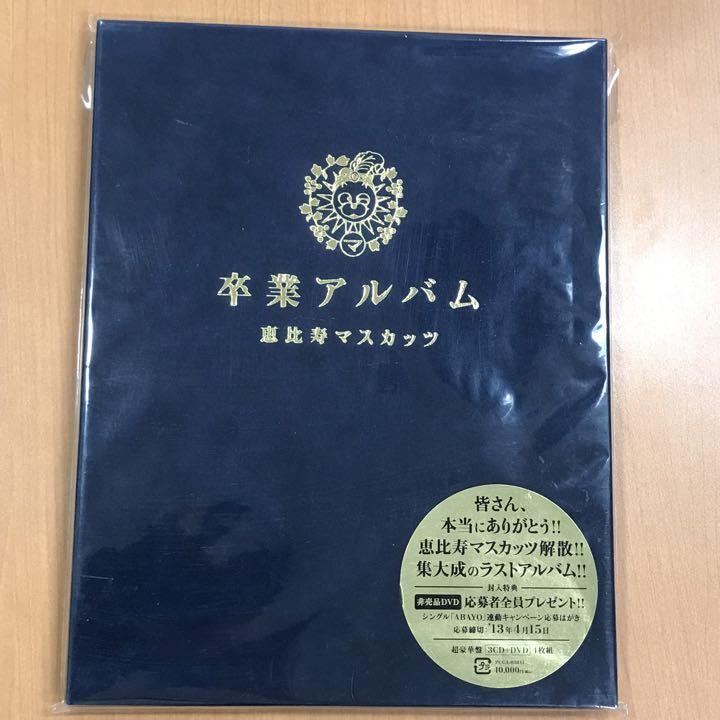 マ
卒業アルバム
恵比寿マスカッツ
皆さん、
本当にありがとう!!
恵比寿マスカッツ解散!!
集大成のラストアルバム!!
封入特典
非売品DVD 応募者全員プレゼント!!
シングル「ABAYO」連動キャンペーン応募はがき
応募締切:'13年4月15日
超豪華盤 3CD+DVD 4枚組
10,000円